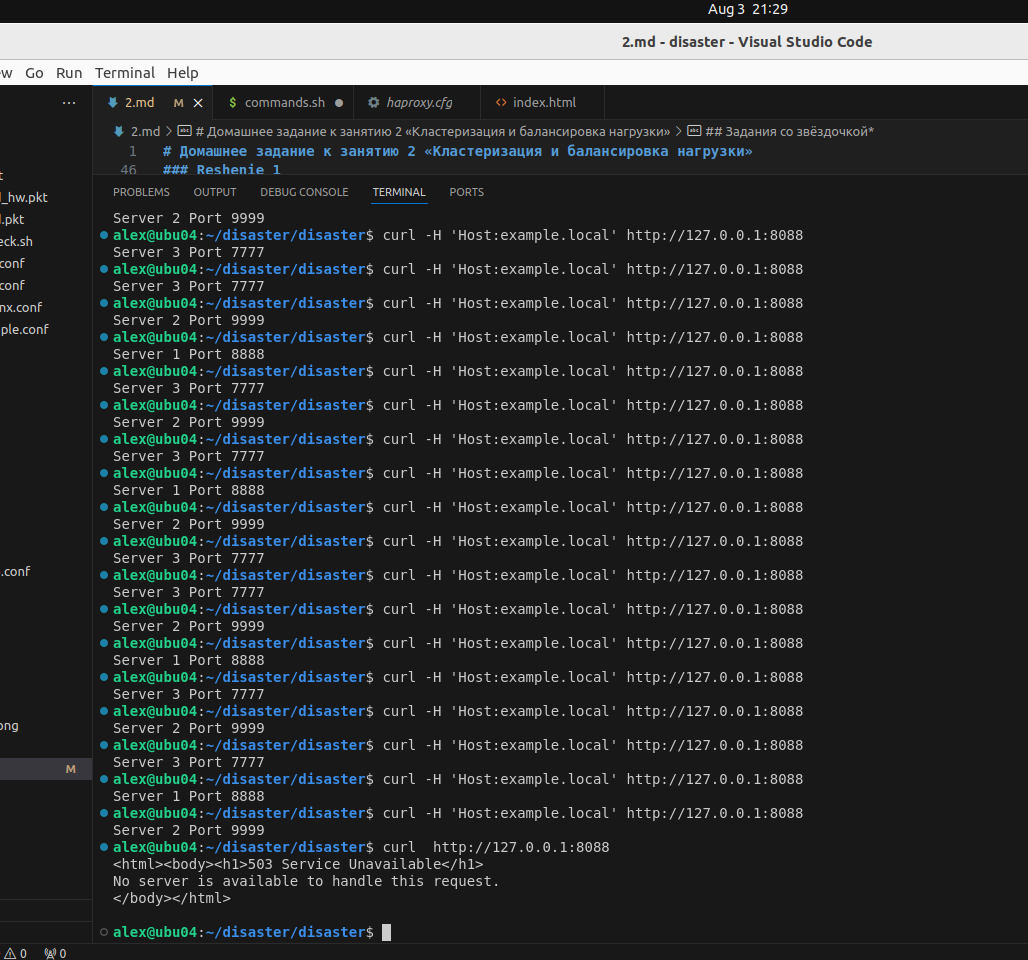 Aug 3 21:29
2.md - disaster - Visual Studio Code
ew Go Run Terminal Help
2.md M commands.sh haproxy.cfg index.html
2.md > # Домашнее задание к занятию 2 «Кластеризация и балансировка нагрузки» > ## Задания со звёздочкой*
1 # Домашнее задание к занятию 2 «Кластеризация и балансировка нагрузки»
46 ### Reshenie 1
t
_hw.pkt
.pkt
eck.sh
conf
conf
nx.conf
ple.conf
.conf
ong
M
PROBLEMS OUTPUT DEBUG CONSOLE TERMINAL PORTS
Server 2 Port 9999
alex@ubu04:~/disaster/disaster$ curl -H 'Host:example.local' http://127.0.0.1:8088
Server 3 Port 7777
alex@ubu04:~/disaster/disaster$ curl -H 'Host:example.local' http://127.0.0.1:8088
Server 3 Port 7777
alex@ubu04:~/disaster/disaster$ curl -H 'Host:example.local' http://127.0.0.1:8088
Server 2 Port 9999
alex@ubu04:~/disaster/disaster$ curl -H 'Host:example.local' http://127.0.0.1:8088
Server 1 Port 8888
alex@ubu04:~/disaster/disaster$ curl -H 'Host:example.local' http://127.0.0.1:8088
Server 3 Port 7777
alex@ubu04:~/disaster/disaster$ curl -H 'Host:example.local' http://127.0.0.1:8088
Server 2 Port 9999
alex@ubu04:~/disaster/disaster$ curl -H 'Host:example.local' http://127.0.0.1:8088
Server 3 Port 7777
alex@ubu04:~/disaster/disaster$ curl -H 'Host:example.local' http://127.0.0.1:8088
Server 1 Port 8888
alex@ubu04:~/disaster/disaster$ curl -H 'Host:example.local' http://127.0.0.1:8088
Server 2 Port 9999
alex@ubu04:~/disaster/disaster$ curl -H 'Host:example.local' http://127.0.0.1:8088
Server 3 Port 7777
alex@ubu04:~/disaster/disaster$ curl -H 'Host:example.local' http://127.0.0.1:8088
Server 3 Port 7777
alex@ubu04:~/disaster/disaster$ curl -H 'Host:example.local' http://127.0.0.1:8088
Server 2 Port 9999
alex@ubu04:~/disaster/disaster$ curl -H 'Host:example.local' http://127.0.0.1:8088
Server 1 Port 8888
alex@ubu04:~/disaster/disaster$ curl -H 'Host:example.local' http://127.0.0.1:8088
Server 3 Port 7777
alex@ubu04:~/disaster/disaster$ curl -H 'Host:example.local' http://127.0.0.1:8088
Server 2 Port 9999
alex@ubu04:~/disaster/disaster$ curl -H 'Host:example.local' http://127.0.0.1:8088
Server 3 Port 7777
alex@ubu04:~/disaster/disaster$ curl -H 'Host:example.local' http://127.0.0.1:8088
Server 1 Port 8888
alex@ubu04:~/disaster/disaster$ curl -H 'Host:example.local' http://127.0.0.1:8088
Server 2 Port 9999
alex@ubu04:~/disaster/disaster$ curl  http://127.0.0.1:8088
<html><body><h1>503 Service Unavailable</h1>
No server is available to handle this request.
</body></html>
alex@ubu04:~/disaster/disaster$
0 0